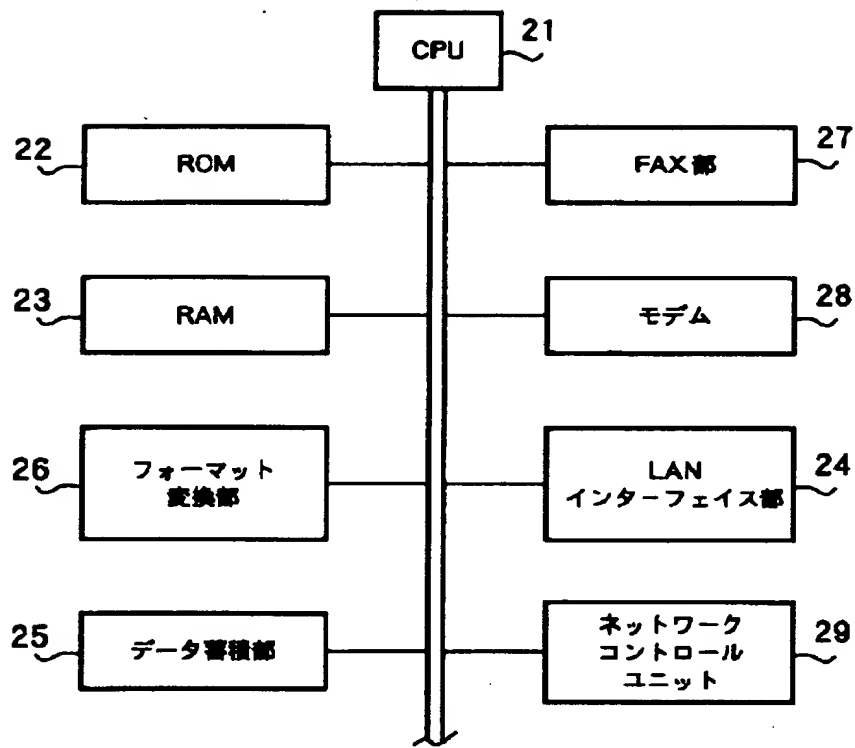 CPU
21
22
ROM
FAX部
27
23
RAM
モデム
28
26
フォーマット
変換部
LAN
インターフェイス部
24
25
データ蓄積部
ネットワーク
コントロール
ユニット
29